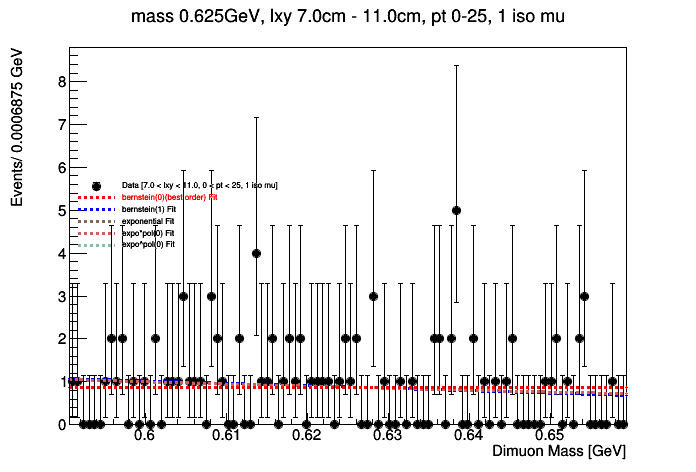 mass 0.625GeV, lxy 7.0cm - 11.0cm, pt 0-25, 1 iso mu
Events/ 0.0006875 GeV
8
7
6
5
4
3
2
1
0
Data [7.0 < lxy < 11.0, 0 < pt < 25, 1 iso mu]
bernstein(0)(best order) Fit
bernstein(1) Fit
exponential Fit
expo*pol(0) Fit
expo^pol(0) Fit
0.6 0.61 0.62 0.63 0.64 0.65
Dimuon Mass [GeV]